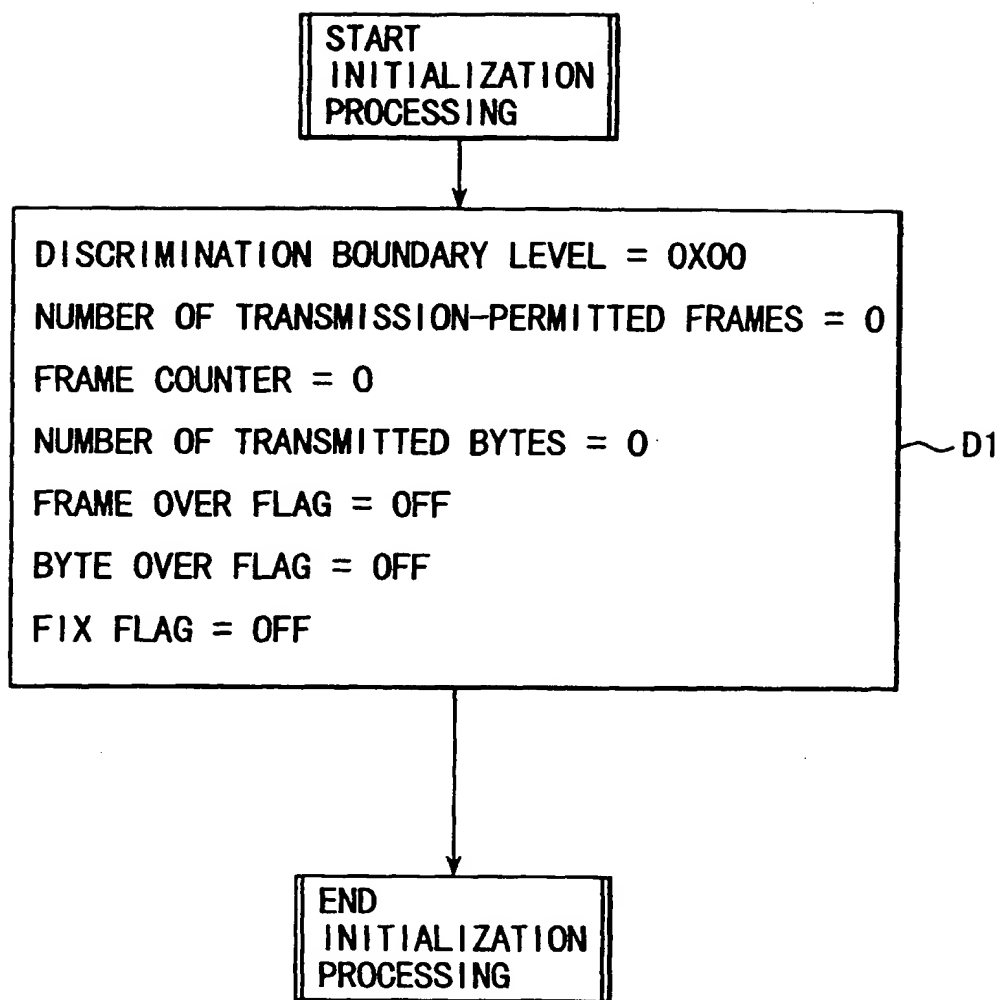 START
INITIALIZATION
PROCESSING
DISCRIMINATION BOUNDARY LEVEL = 0X00
NUMBER OF TRANSMISSION-PERMITTED FRAMES = 0
FRAME COUNTER = 0
NUMBER OF TRANSMITTED BYTES = 0
FRAME OVER FLAG = OFF
BYTE OVER FLAG = OFF
FIX FLAG = OFF
D1
END
INITIALIZATION
PROCESSING